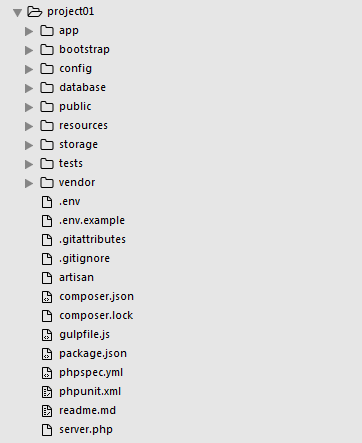 project01
app
bootstrap
config
database
public
resources
storage
tests
vendor
.env
.env.example
.gitattributes
.gitignore
artisan
composer.json
composer.lock
gulpfile.js
package.json
phpspec.yml
phpunit.xml
readme.md
server.php